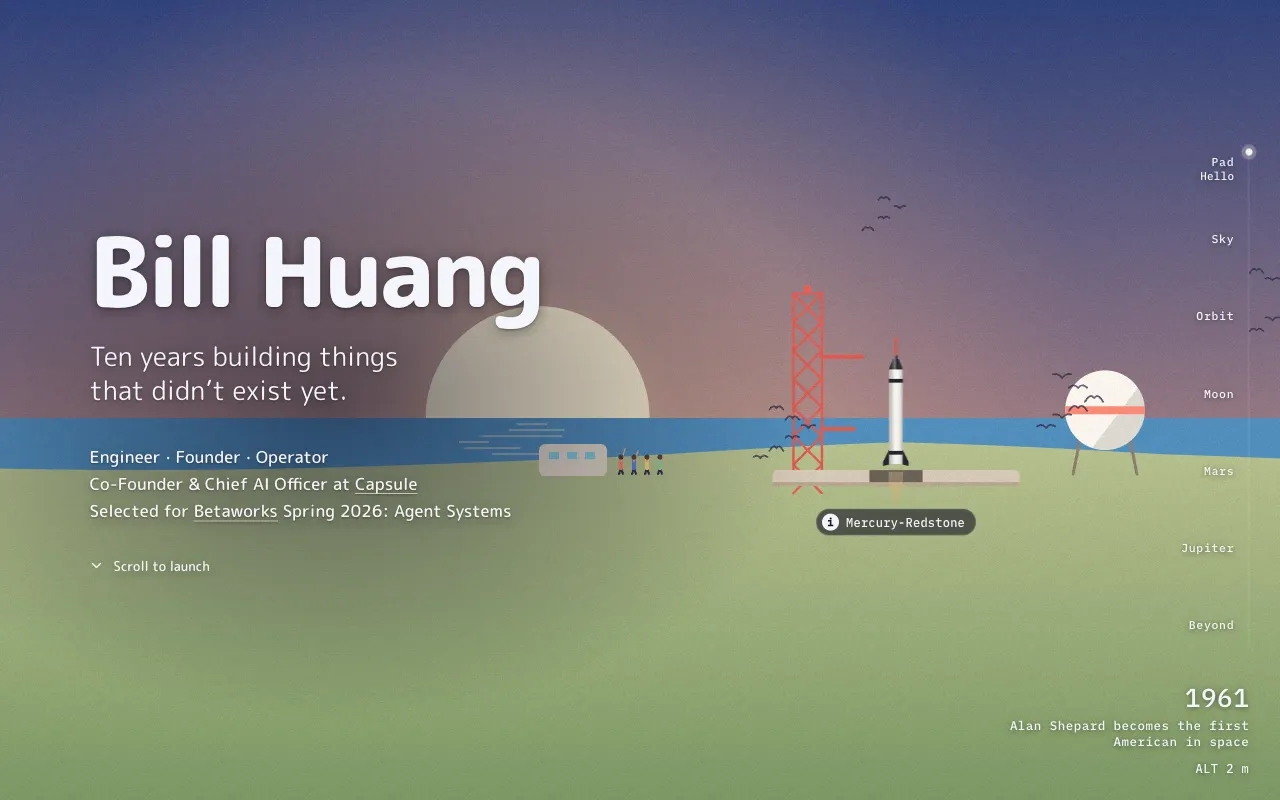 Bill Huang
Ten years building things
that didn’t exist yet.
Engineer · Founder · Operator
Co-Founder & Chief AI Officer at Capsule
Selected for Betaworks Spring 2026: Agent Systems
Scroll to launch
i Mercury-Redstone
Pad
Hello
Sky
Orbit
Moon
Mars
Jupiter
Beyond
1961
Alan Shepard becomes the first
American in space
ALT 2 m